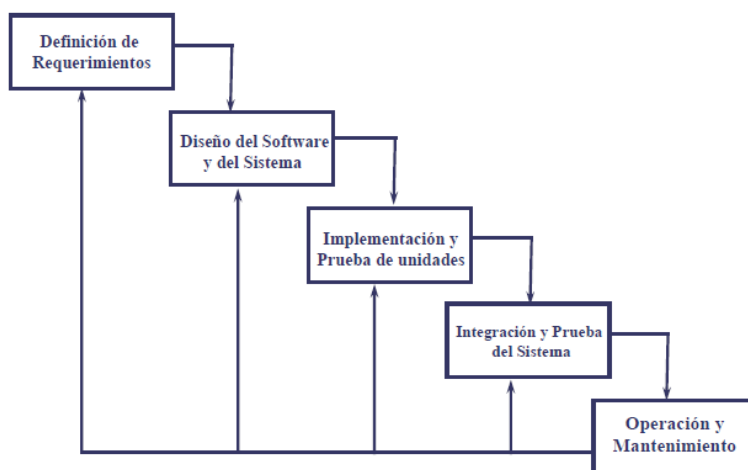 Definición de
Requerimientos
Diseño del Software
y del Sistema
Implementación y
Prueba de unidades
Integración y Prueba
del Sistema
Operación y
Mantenimiento